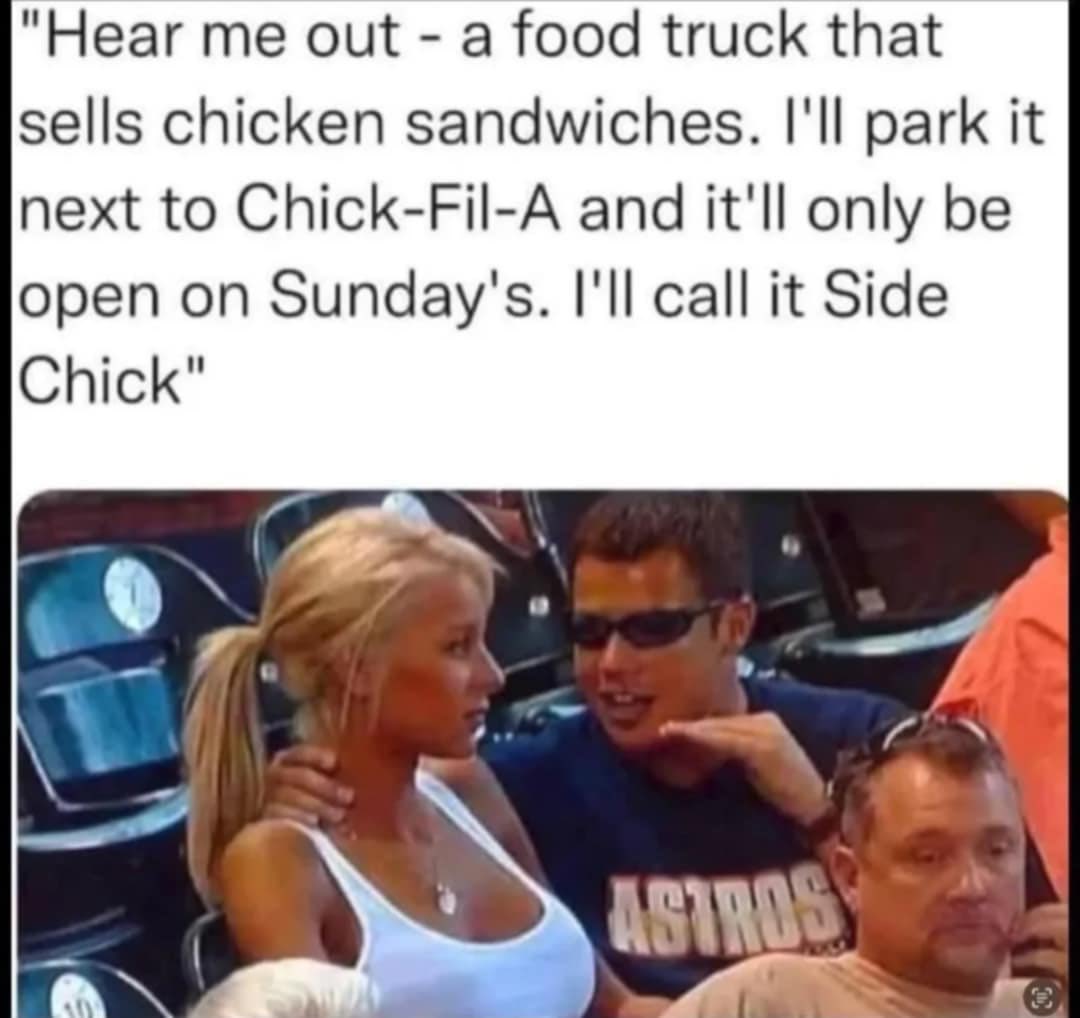 "Hear me out - a food truck that
sells chicken sandwiches. I'll park it
next to Chick-Fil-A and it'll only be
open on Sunday's. I'll call it Side
Chick"
ASTROS
10